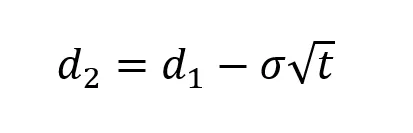 d₂ = d₁ − σ√t